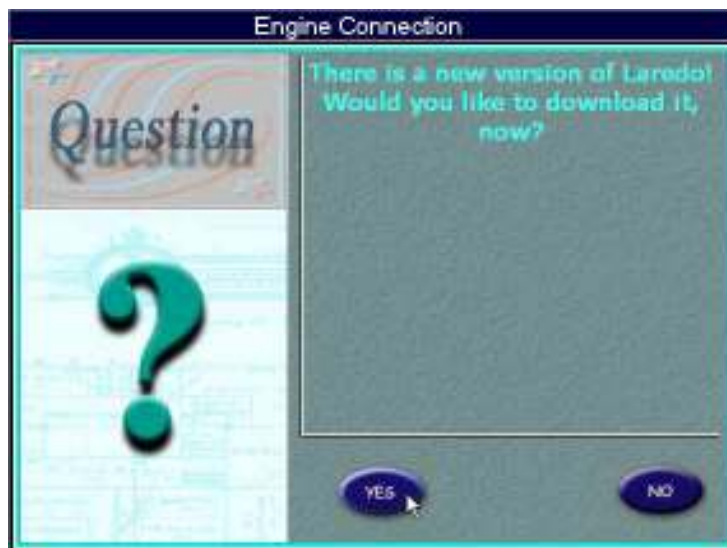 Engine Connection
Question
There is a new version of Laredo!
Would you like to download it,
now?
?
YES
NO